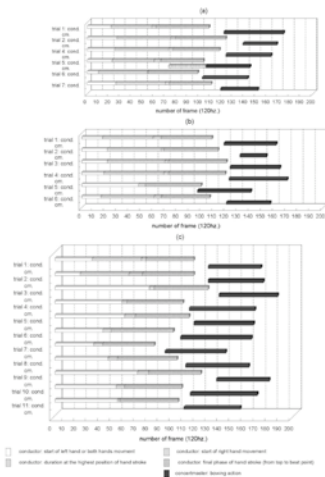 (a)
trial 1: cond.
cm.
trial 2: cond.
cm.
trial 3: cond.
cm.
trial 4: cond.
cm.
trial 5: cond.
cm.
trial 6: cond.
cm.
trial 7: cond.
cm.
0 10 20 30 40 50 60 70 80 90 100 110 120 130 140 150 160 170 180 190 200
number of frame (120hz.)
(b)
trial 1: cond.
cm.
trial 2: cond.
cm.
trial 3: cond.
cm.
trial 4: cond.
cm.
trial 5: cond.
cm.
trial 6: cond.
cm.
0 10 20 30 40 50 60 70 80 90 100 110 120 130 140 150 160 170 180 190 200
number of frame (120hz.)
(c)
trial 1: cond.
cm.
trial 2: cond.
cm.
trial 3: cond.
cm.
trial 4: cond.
cm.
trial 5: cond.
cm.
trial 6: cond.
cm.
trial 7: cond.
cm.
trial 8: cond.
cm.
trial 9: cond.
cm.
trial 10: cond.
cm.
trial 11: cond.
cm.
0 10 20 30 40 50 60 70 80 90 100 110 120 130 140 150 160 170 180 190 200
number of frame (120hz.)
conductor: start of left hand or both hands movement
conductor: start of right hand movement
conductor: duration at the highest position of hand stroke
conductor: final phase of hand stroke (from top to beat point)
concertmaster: bowing action